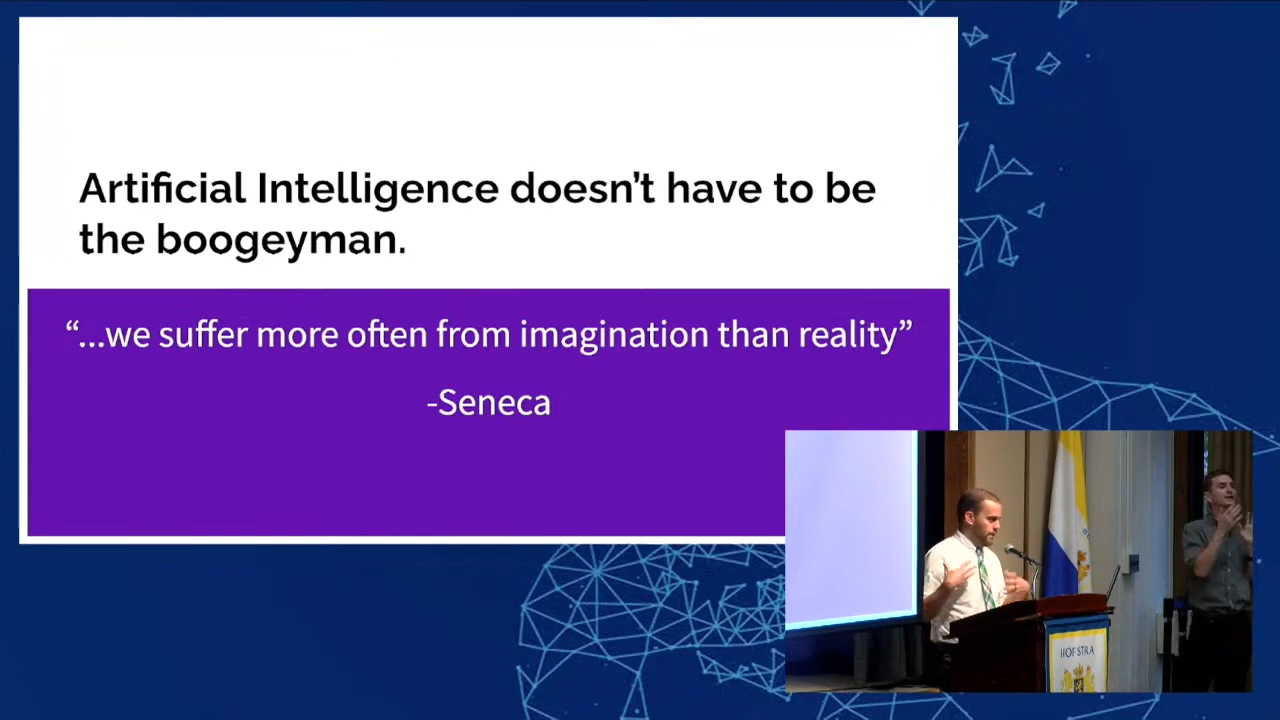 Artificial Intelligence doesn’t have to be
the boogeyman.
“...we suffer more often from imagination than reality”
-Seneca
HOFSTRA